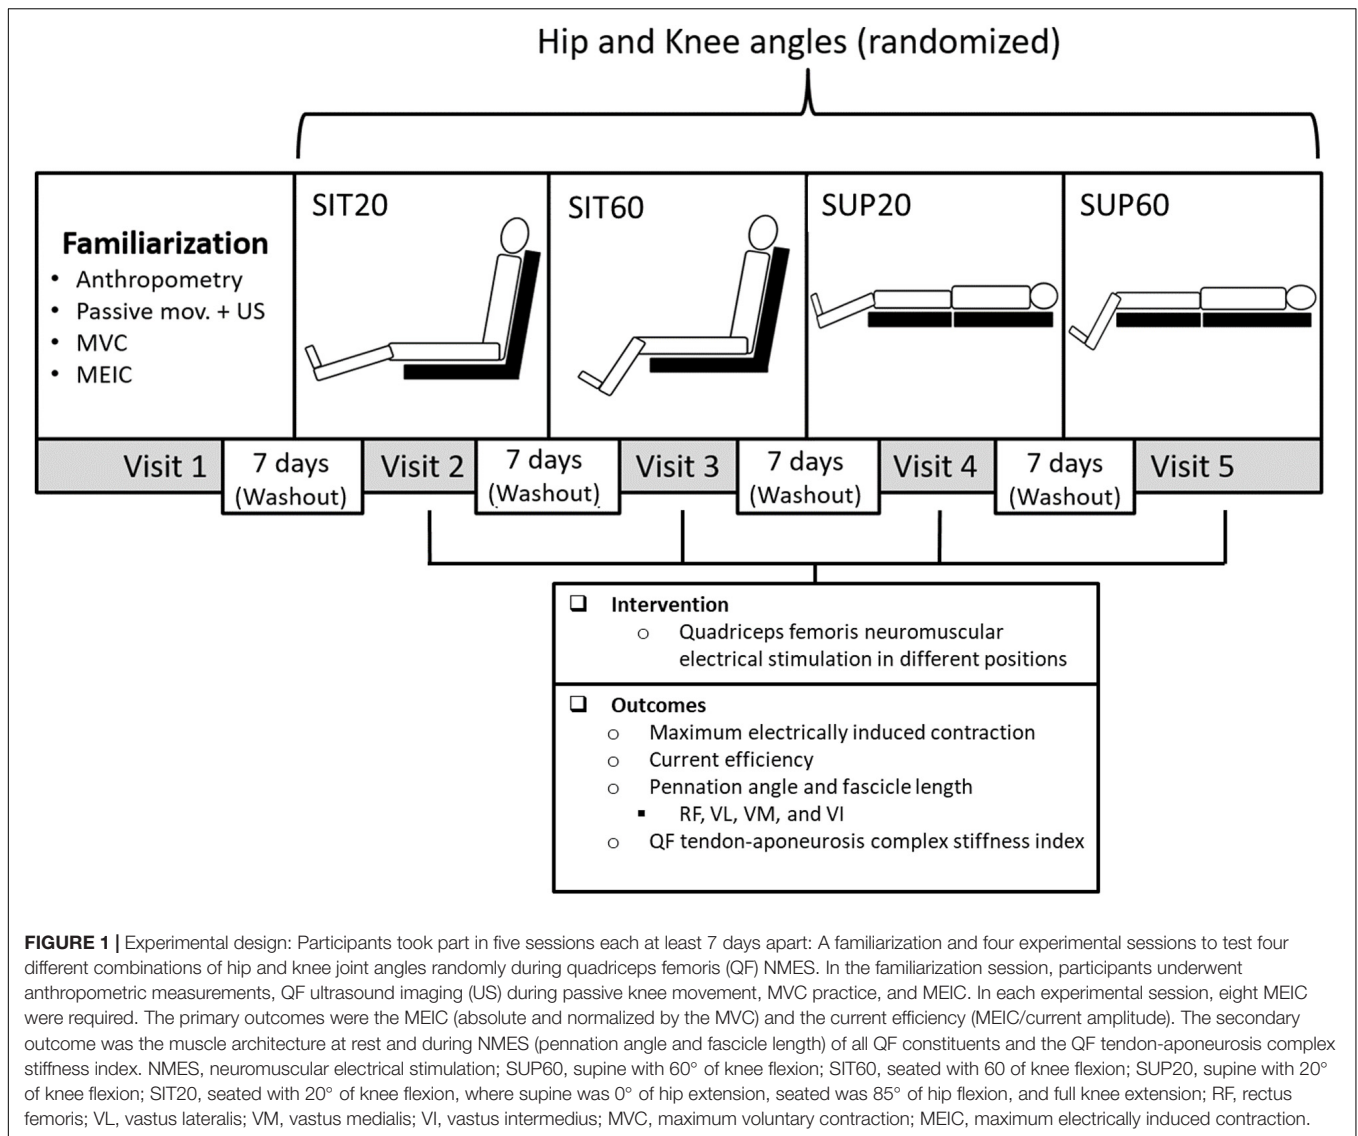 Hip and Knee angles (randomized)
Familiarization
• Anthropometry
• Passive mov. + US
• MVC
• MEIC
SIT20
SIT60
SUP20
SUP60
Visit 1
7 days
(Washout)
Visit 2
7 days
(Washout)
Visit 3
7 days
(Washout)
Visit 4
7 days
(Washout)
Visit 5
❑ Intervention
o Quadriceps femoris neuromuscular
electrical stimulation in different positions
❑ Outcomes
o Maximum electrically induced contraction
o Current efficiency
o Pennation angle and fascicle length
▪ RF, VL, VM, and VI
o QF tendon-aponeurosis complex stiffness index
FIGURE 1 | Experimental design: Participants took part in five sessions each at least 7 days apart: A familiarization and four experimental sessions to test four
different combinations of hip and knee joint angles randomly during quadriceps femoris (QF) NMES. In the familiarization session, participants underwent
anthropometric measurements, QF ultrasound imaging (US) during passive knee movement, MVC practice, and MEIC. In each experimental session, eight MEIC
were required. The primary outcomes were the MEIC (absolute and normalized by the MVC) and the current efficiency (MEIC/current amplitude). The secondary
outcome was the muscle architecture at rest and during NMES (pennation angle and fascicle length) of all QF constituents and the QF tendon-aponeurosis complex
stiffness index. NMES, neuromuscular electrical stimulation; SUP60, supine with 60° of knee flexion; SIT60, seated with 60 of knee flexion; SUP20, supine with 20°
of knee flexion; SIT20, seated with 20° of knee flexion, where supine was 0° of hip extension, seated was 85° of hip flexion, and full knee extension; RF, rectus
femoris; VL, vastus lateralis; VM, vastus medialis; VI, vastus intermedius; MVC, maximum voluntary contraction; MEIC, maximum electrically induced contraction.